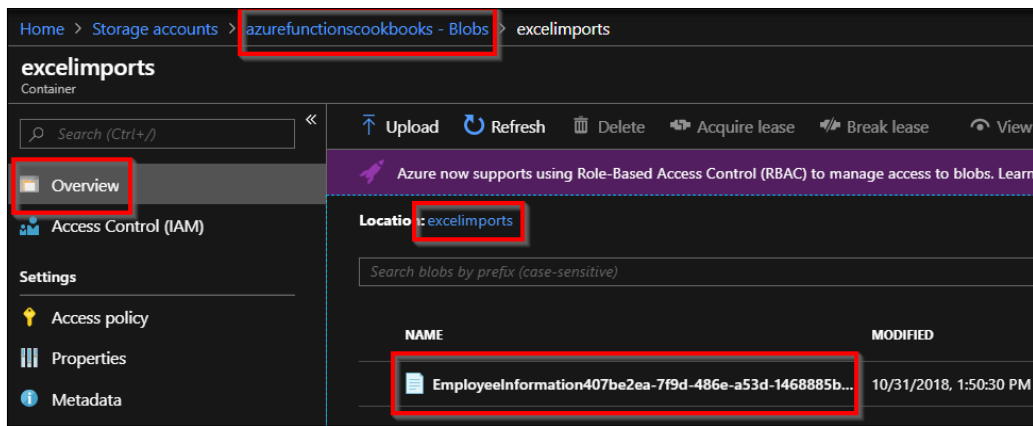 Home > Storage accounts > azurefunctionscookbooks - Blobs > excelimports
excelimports
Container
Search (Ctrl+/)
«
Upload Refresh Delete Acquire lease Break lease View
Azure now supports using Role-Based Access Control (RBAC) to manage access to blobs. Learn
Overview
Location: excelimports
Access Control (IAM)
Search blobs by prefix (case-sensitive)
Settings
Access policy
NAME MODIFIED
Properties
EmployeeInformation407be2ea-7f9d-486e-a53d-1468885b... 10/31/2018, 1:50:30 PM
Metadata